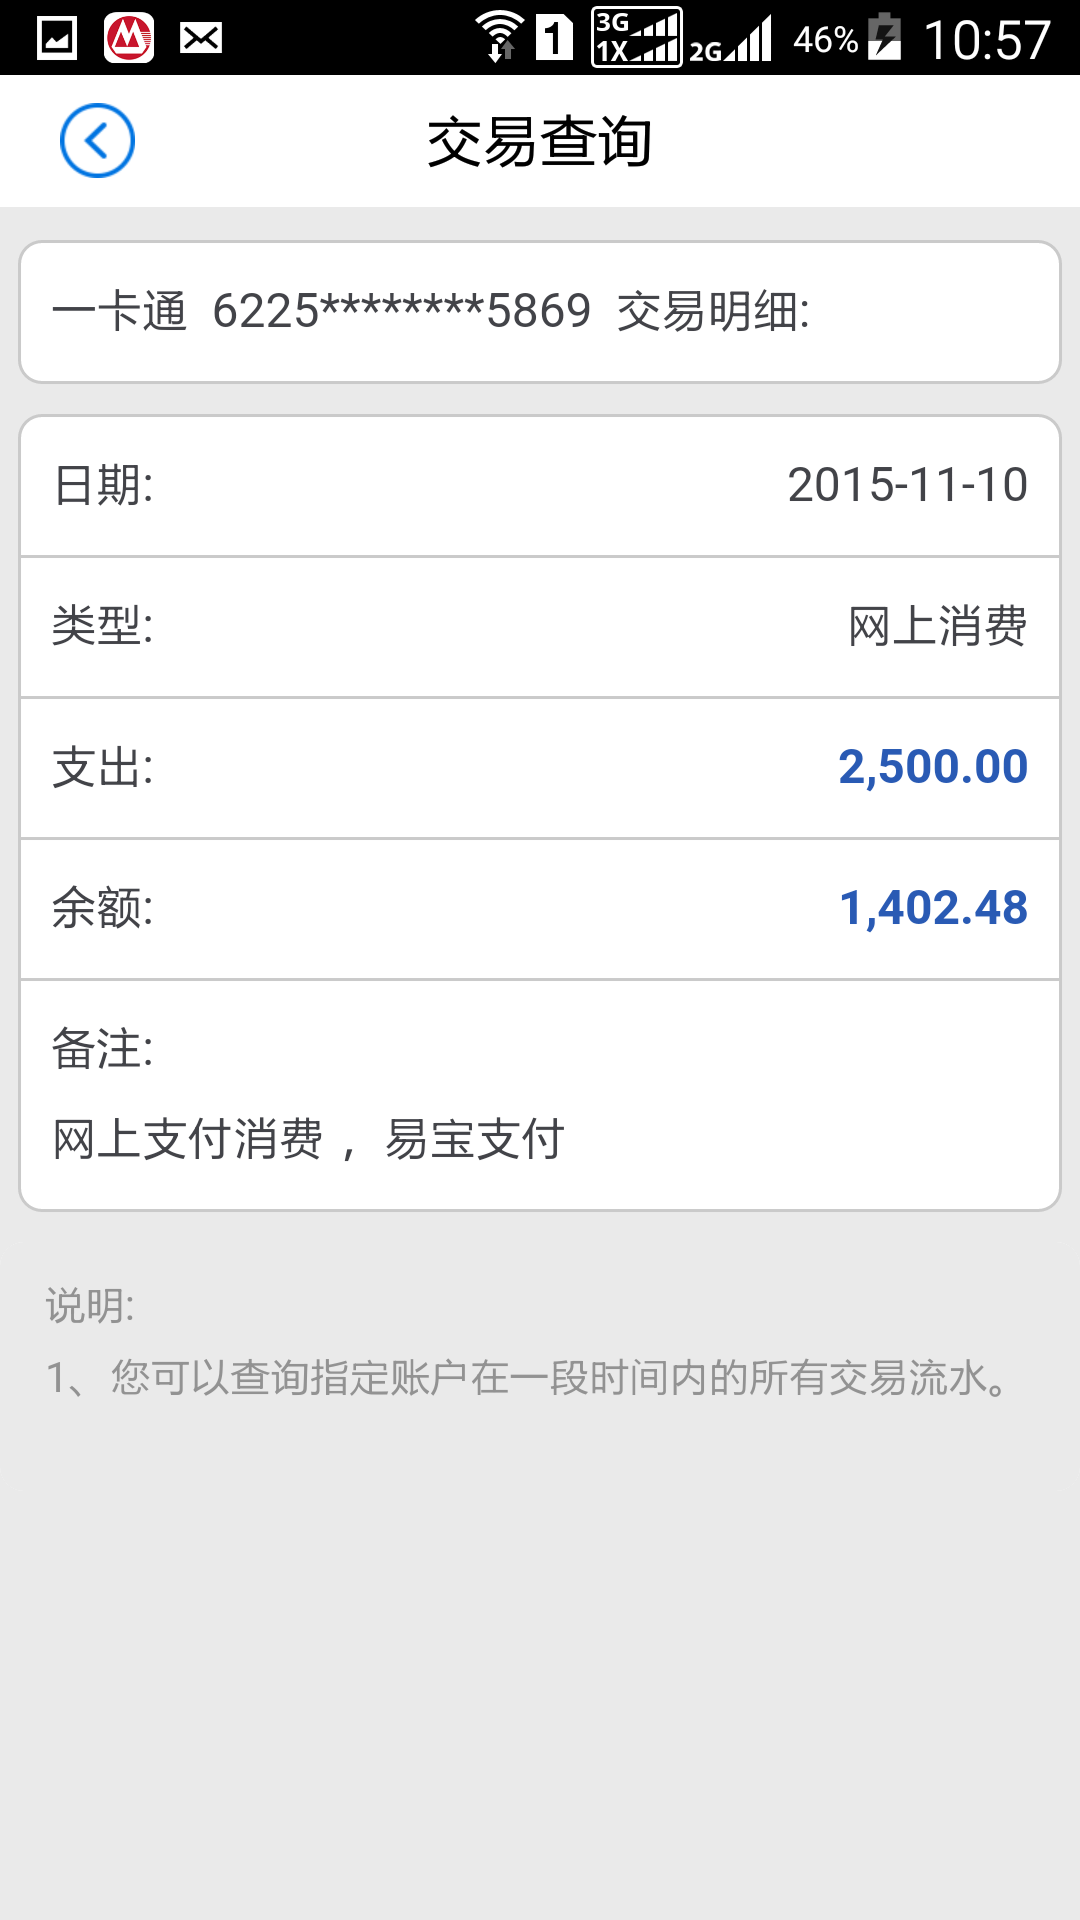 3G
1X
1
2G
46%
10:57
交易查询
一卡通 6225********5869 交易明细:
日期: 2015-11-10
类型: 网上消费
支出: 2,500.00
余额: 1,402.48
备注:
网上支付消费 ，易宝支付
说明:
1、您可以查询指定账户在一段时间内的所有交易流水。